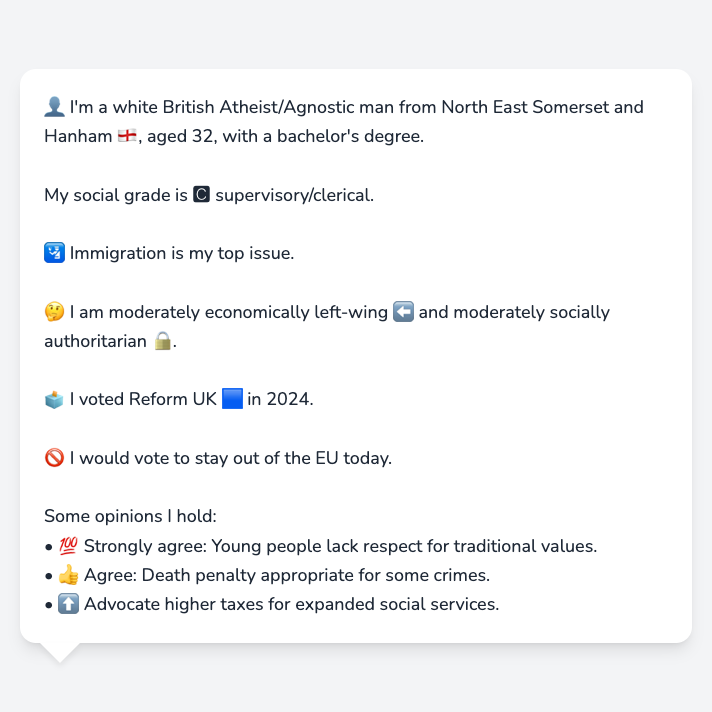 👤 I'm a white British Atheist/Agnostic man from North East Somerset and
Hanham 🏴󠁧󠁢󠁥󠁮󠁧󠁿, aged 32, with a bachelor's degree.
My social grade is 🅲 supervisory/clerical.
🛂 Immigration is my top issue.
🤔 I am moderately economically left-wing ⬅️ and moderately socially
authoritarian 🔒.
🗳️ I voted Reform UK 🟦 in 2024.
🚫 I would vote to stay out of the EU today.
Some opinions I hold:
• 💯 Strongly agree: Young people lack respect for traditional values.
• 👍 Agree: Death penalty appropriate for some crimes.
• ⬆️ Advocate higher taxes for expanded social services.